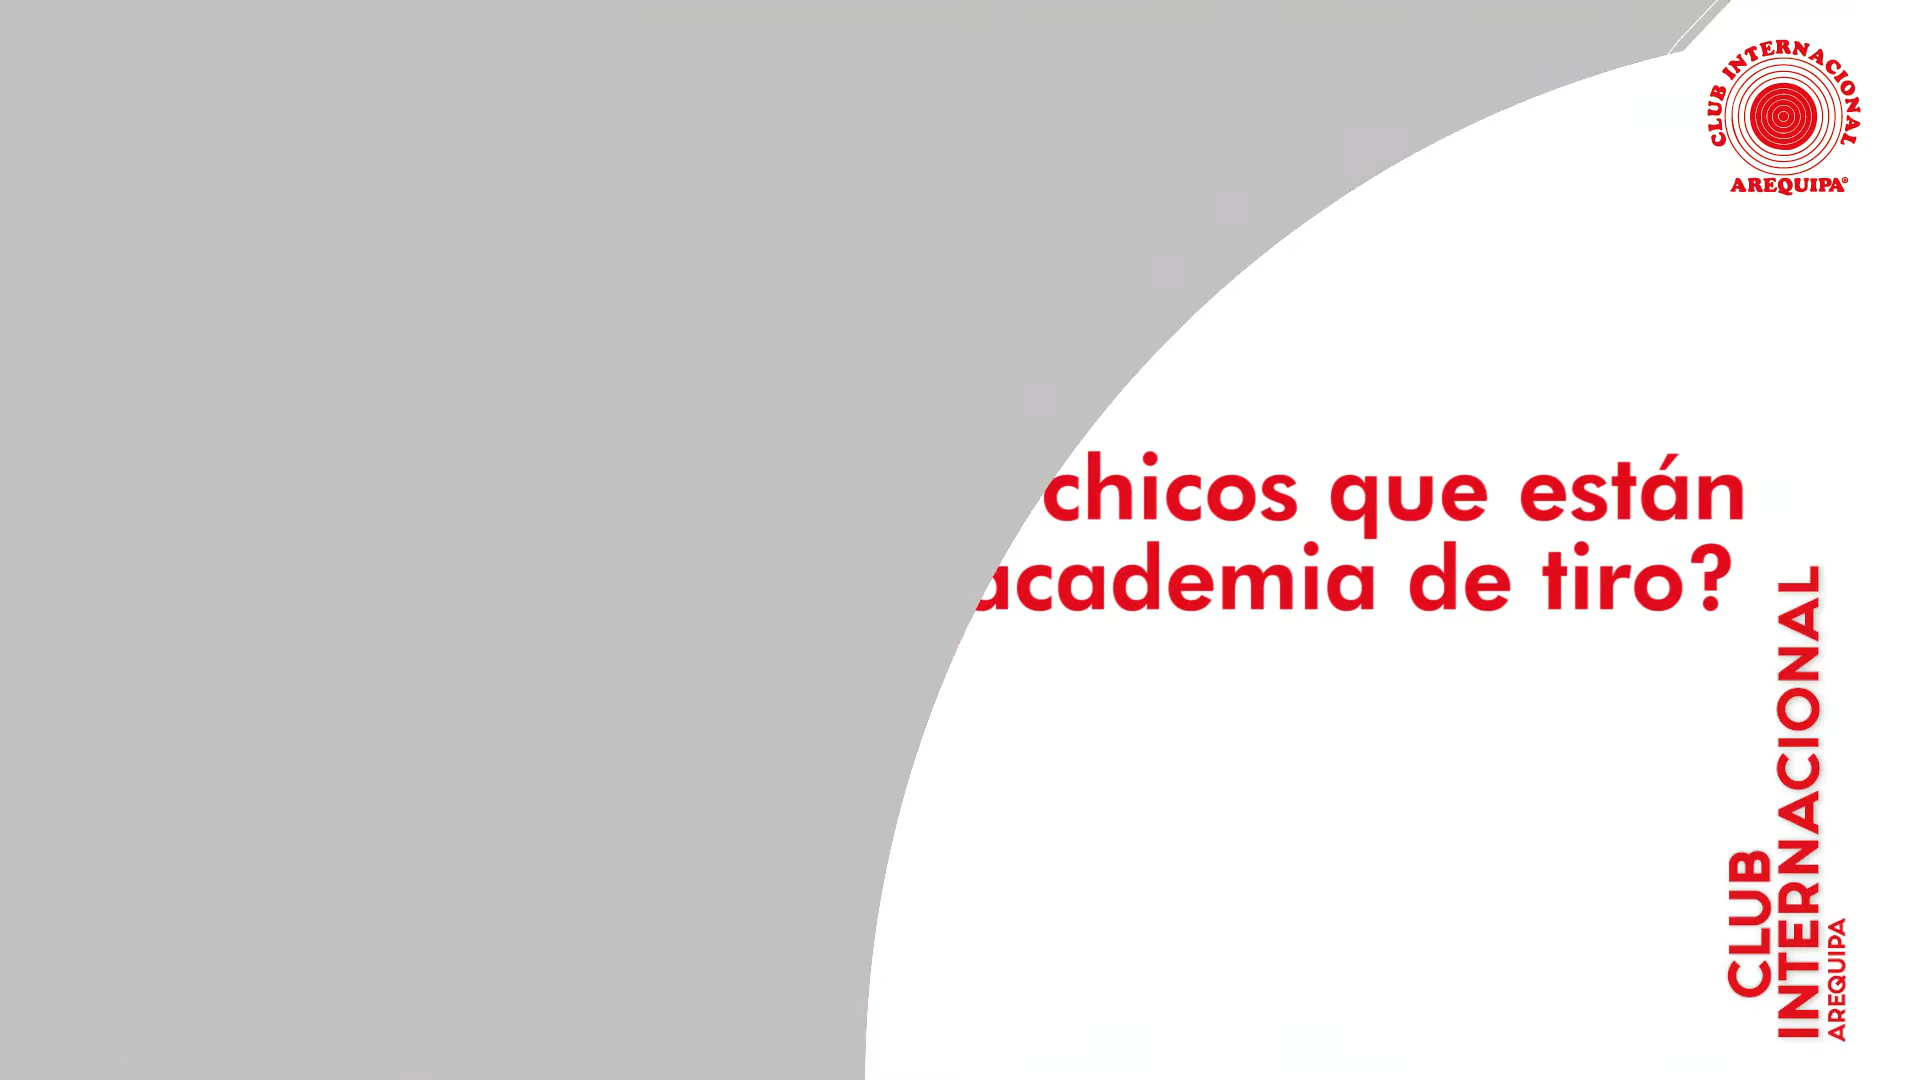 CLUB INTERNACIONAL
AREQUIPA®
chicos que están
academia de tiro?
CLUB
INTERNACIONAL
AREQUIPA